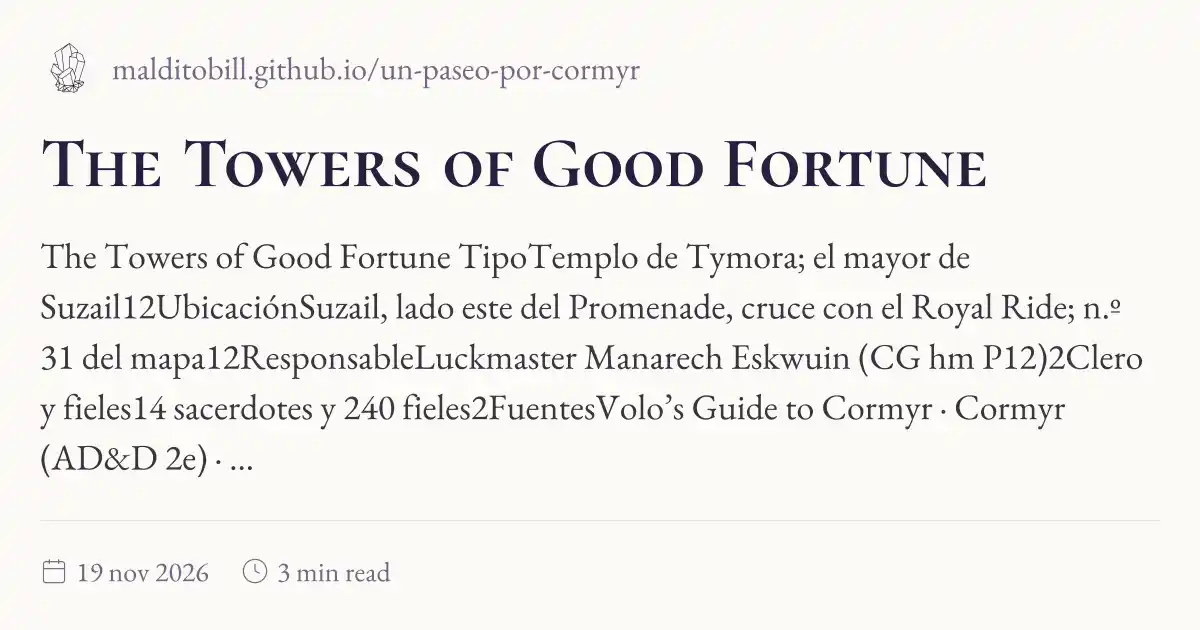 malditobill.github.io/un-paseo-por-cormyr
The Towers of Good Fortune
The Towers of Good Fortune TipoTemplo de Tymora; el mayor de
Suzail12UbicaciónSuzail, lado este del Promenade, cruce con el Royal Ride; n.º
31 del mapa12ResponsableLuckmaster Manarech Eskwuin (CG hm P12)2Clero
y fieles14 sacerdotes y 240 fieles2FuentesVolo’s Guide to Cormyr · Cormyr
(AD&D 2e) · ...
19 nov 2026 3 min read